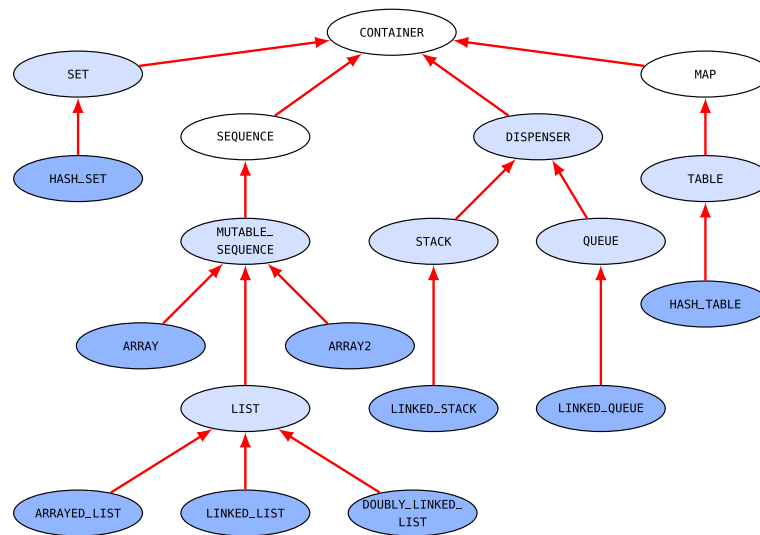 CONTAINER
SET
MAP
SEQUENCE
DISPENSER
HASH_SET
TABLE
MUTABLE_
SEQUENCE
STACK
QUEUE
HASH_TABLE
ARRAY
ARRAY2
LIST
LINKED_STACK
LINKED_QUEUE
ARRAYED_LIST
LINKED_LIST
DOUBLY_LINKED_
LIST